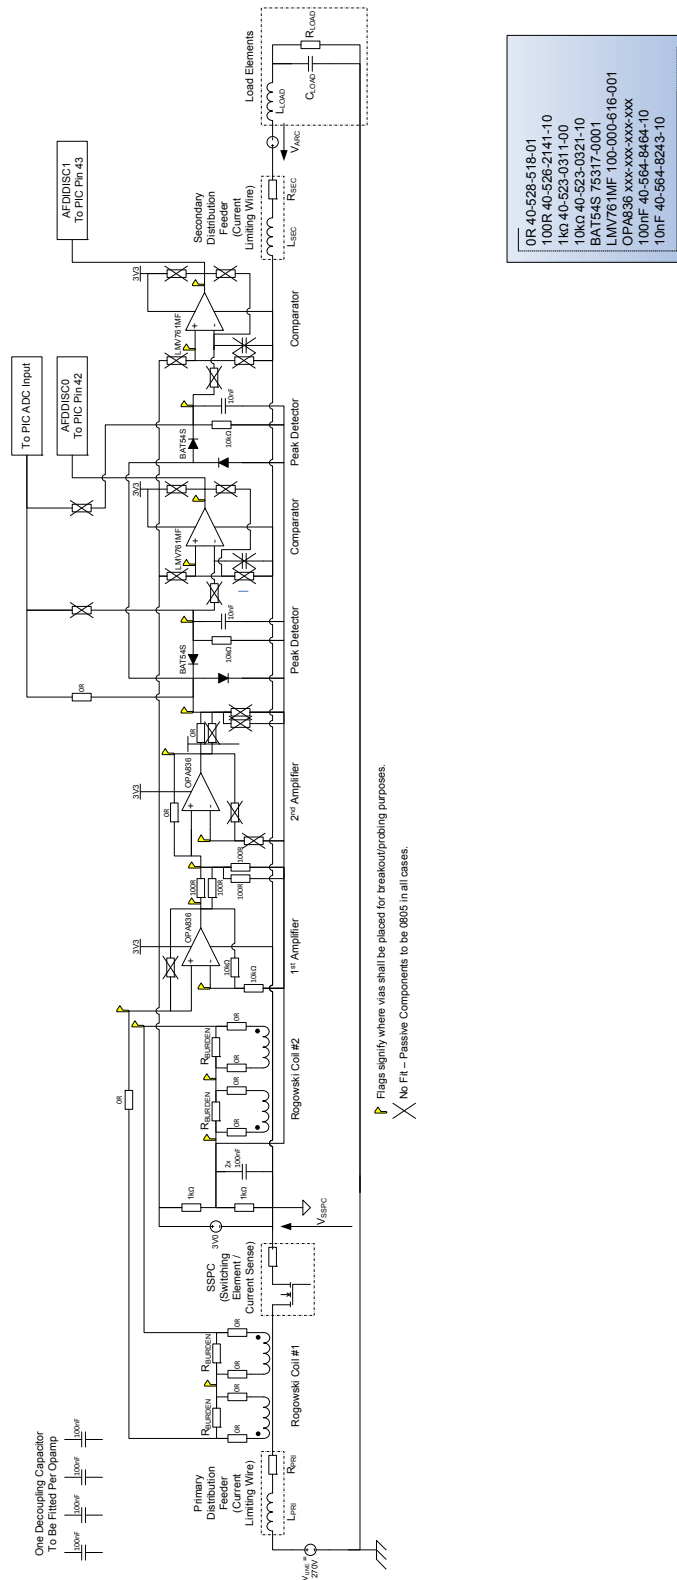 One Decoupling Capacitor
To Be Fitted Per Opamp
100nF
100nF
100nF
100nF
VLINE =
270V
Primary
Distribution
Feeder
(Current
Limiting Wire)
LPRI
RPRI
RBURDEN
RBURDEN
0R
0R
0R
0R
Rogowski Coil #1
SSPC
(Switching
Element /
Current Sense)
3V0
VSSPC
1kΩ
1kΩ
2x
100nF
0R
RBURDEN
RBURDEN
0R
0R
0R
0R
Rogowski Coil #2
3V3
OPA836
+
-
10kΩ
10kΩ
1st Amplifier
100R
100R
100R
100R
0R
3V3
OPA836
+
-
2nd Amplifier
0R
0R
BAT54S
10kΩ
10nF
Peak Detector
3V3
LMV761MF
+
-
Comparator
BAT54S
10kΩ
10nF
Peak Detector
3V3
LMV761MF
+
-
Comparator
To PIC ADC Input
AFDDISC0
To PIC Pin 42
AFDIDISC1
To PIC Pin 43
Secondary
Distribution
Feeder
(Current
Limiting Wire)
LSEC
RSEC
VARC
Load Elements
LLOAD
CLOAD
RLOAD
Flags signify where vias shall be placed for breakout/probing purposes.
No Fit – Passive Components to be 0805 in all cases.
0R 40-528-518-01
100R 40-526-2141-10
1kΩ 40-523-0311-00
10kΩ 40-523-0321-10
BAT54S 75317-0001
LMV761MF 100-000-616-001
OPA836 xxx-xxx-xxx-xxx
100nF 40-564-8464-10
10nF 40-564-8243-10